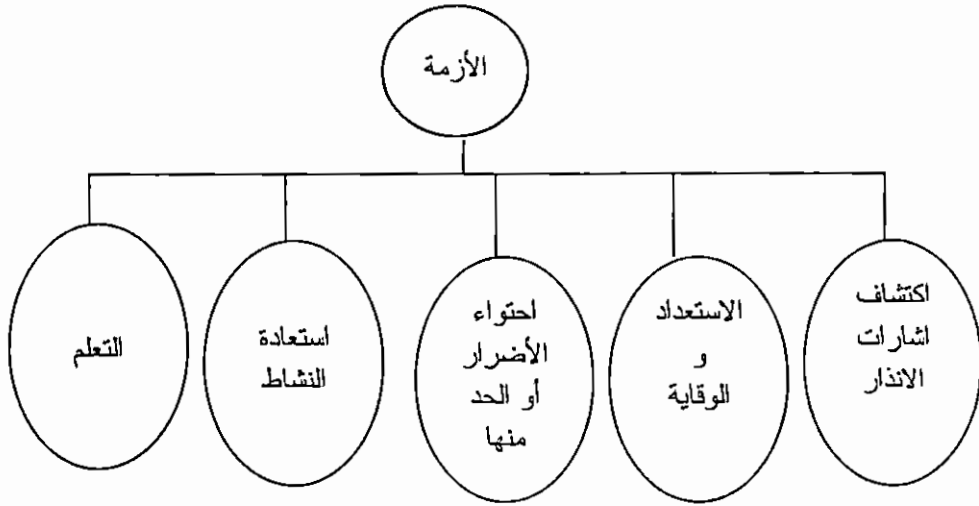 الأزمة
اكتشاف
اشارات
الانذار
الاستعداد
و
الوقاية
احتواء
الأضرار
أو الحد
منها
استعادة
النشاط
التعلم